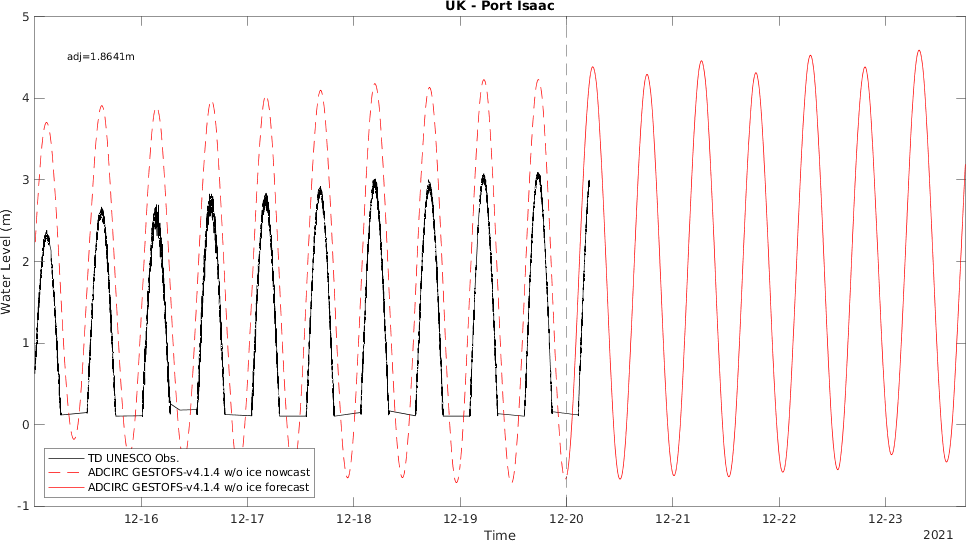 UK - Port Isaac
adj=1.8641m
Water Level (m)
5
4
3
2
1
0
-1
TD UNESCO Obs.
ADCIRC GESTOFS-v4.1.4 w/o ice nowcast
ADCIRC GESTOFS-v4.1.4 w/o ice forecast
12-16 12-17 12-18 12-19 12-20 12-21 12-22 12-23
Time
2021